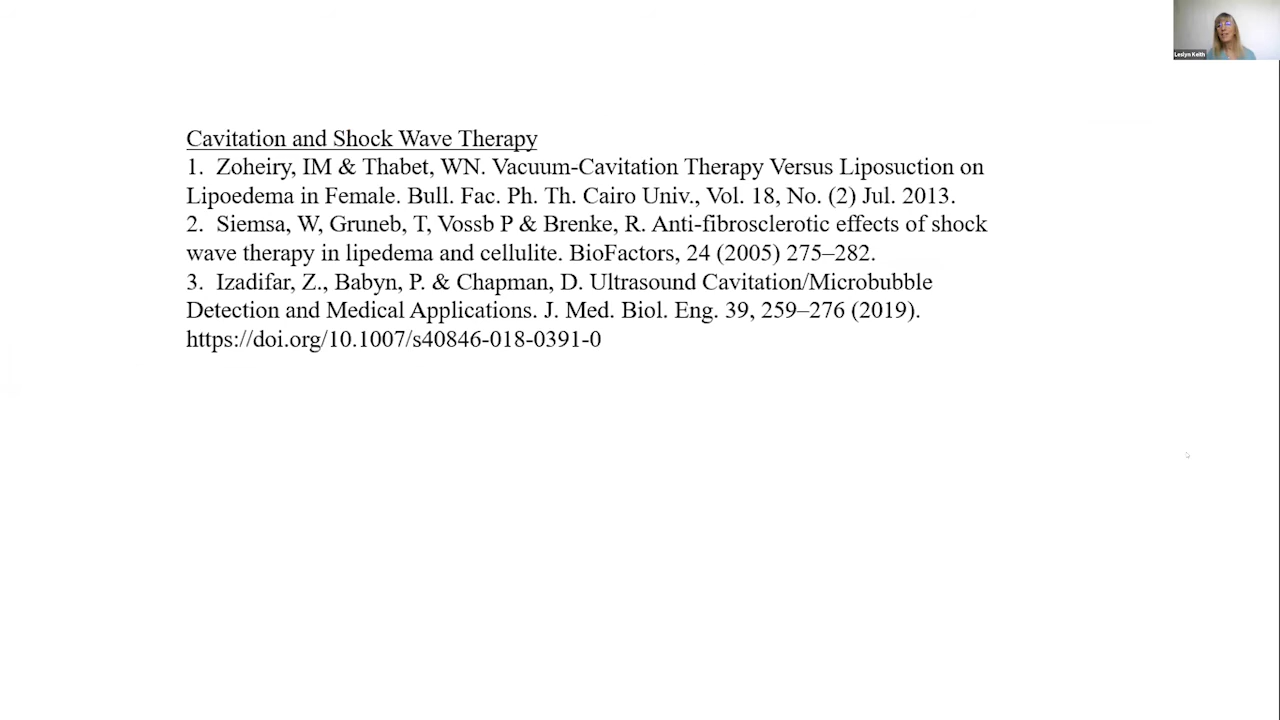 Leslyn Keith
Cavitation and Shock Wave Therapy
1. Zoheiry, IM & Thabet, WN. Vacuum-Cavitation Therapy Versus Liposuction on
Lipoedema in Female. Bull. Fac. Ph. Th. Cairo Univ., Vol. 18, No. (2) Jul. 2013.
2. Siemsa, W, Gruneb, T, Vossb P & Brenke, R. Anti-fibrosclerotic effects of shock
wave therapy in lipedema and cellulite. BioFactors, 24 (2005) 275–282.
3. Izadifar, Z., Babyn, P. & Chapman, D. Ultrasound Cavitation/Microbubble
Detection and Medical Applications. J. Med. Biol. Eng. 39, 259–276 (2019).
https://doi.org/10.1007/s40846-018-0391-0